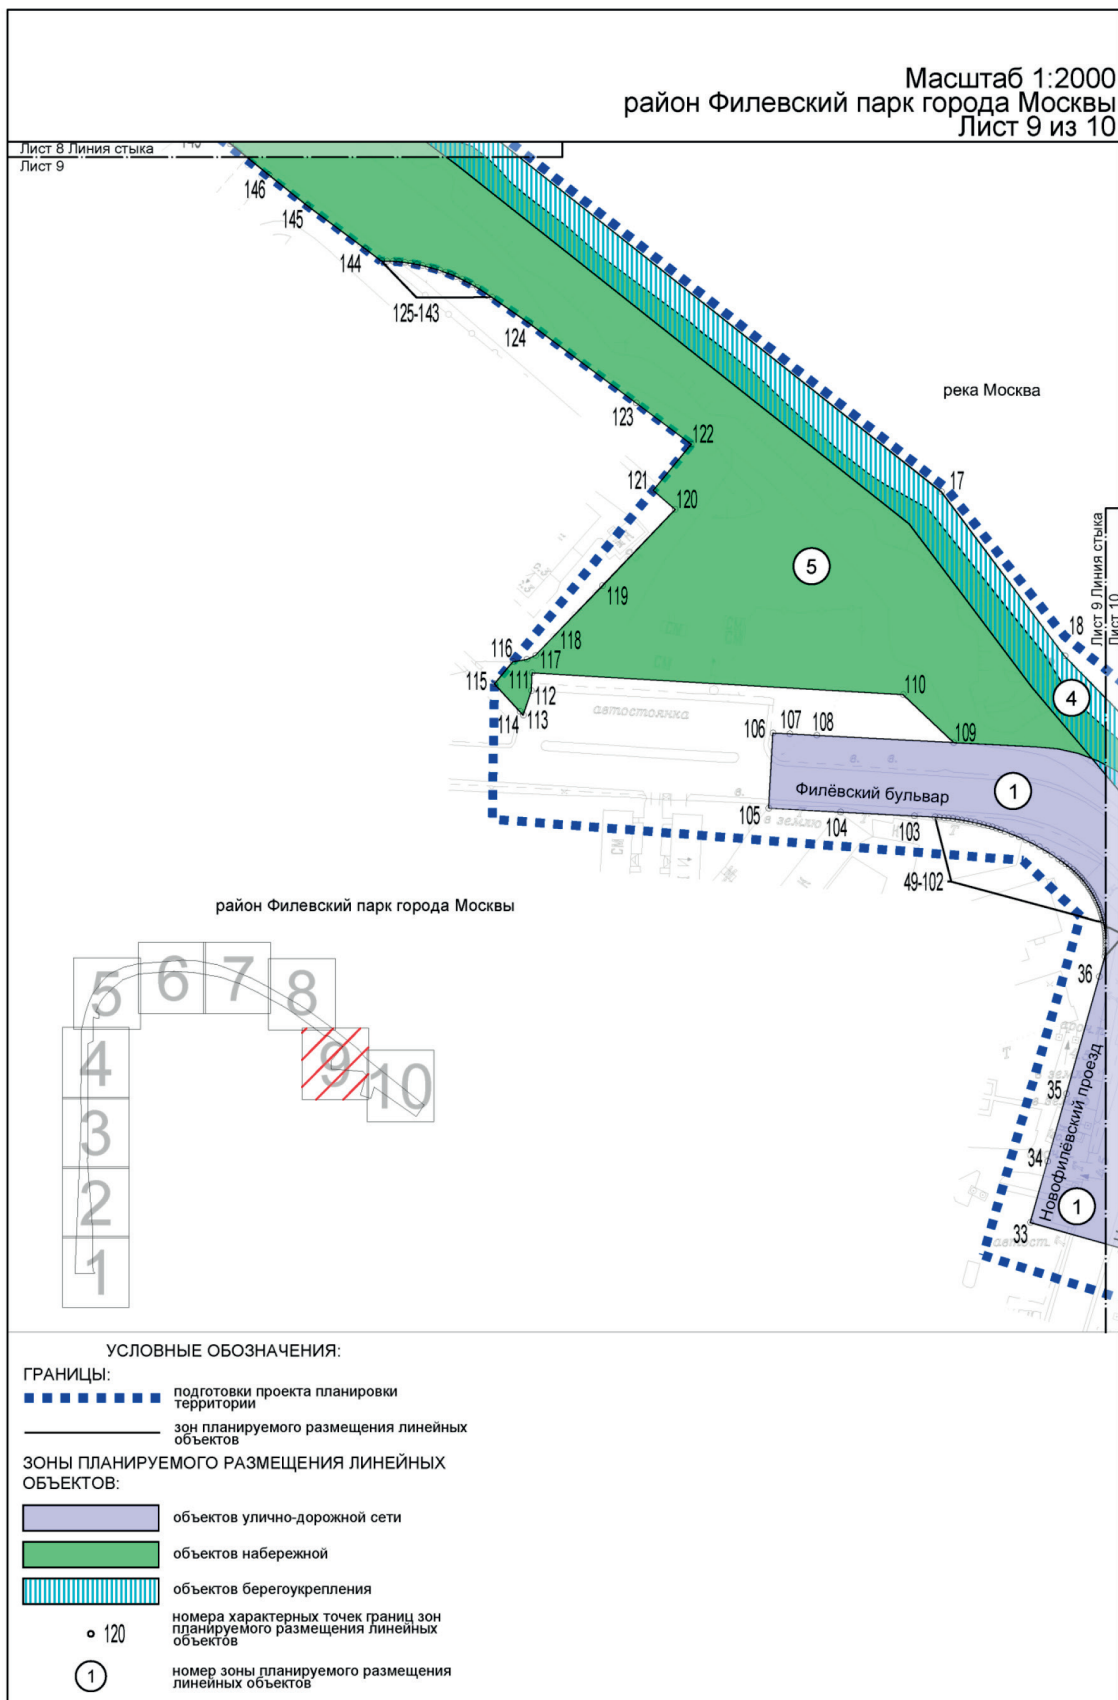 Масштаб 1:2000
район Филевский парк города Москвы
Лист 9 из 10
Лист 8 Линия стыка
Лист 9
146
145
144
125-143
124
123
122
121
120
река Москва
17
18
Лист 9 Линия стыка
Лист 10
5
119
118
117
116
115
111
112
113
114
110
109
4
автостоянка
106
107
108
в.
в.
в.
Филёвский бульвар
1
105
104
103
в землю
Т
Т
СМ
И
Ж
49-102
район Филевский парк города Москвы
36
35
34
33
Новофилёвский проезд
1
Т
автост.
5
6
7
8
4
9
10
3
2
1
УСЛОВНЫЕ ОБОЗНАЧЕНИЯ:
ГРАНИЦЫ:
подготовки проекта планировки
территории
зон планируемого размещения линейных
объектов
ЗОНЫ ПЛАНИРУЕМОГО РАЗМЕЩЕНИЯ ЛИНЕЙНЫХ
ОБЪЕКТОВ:
объектов улично-дорожной сети
объектов набережной
объектов берегоукрепления
120
номера характерных точек границ зон
планируемого размещения линейных
объектов
1
номер зоны планируемого размещения
линейных объектов